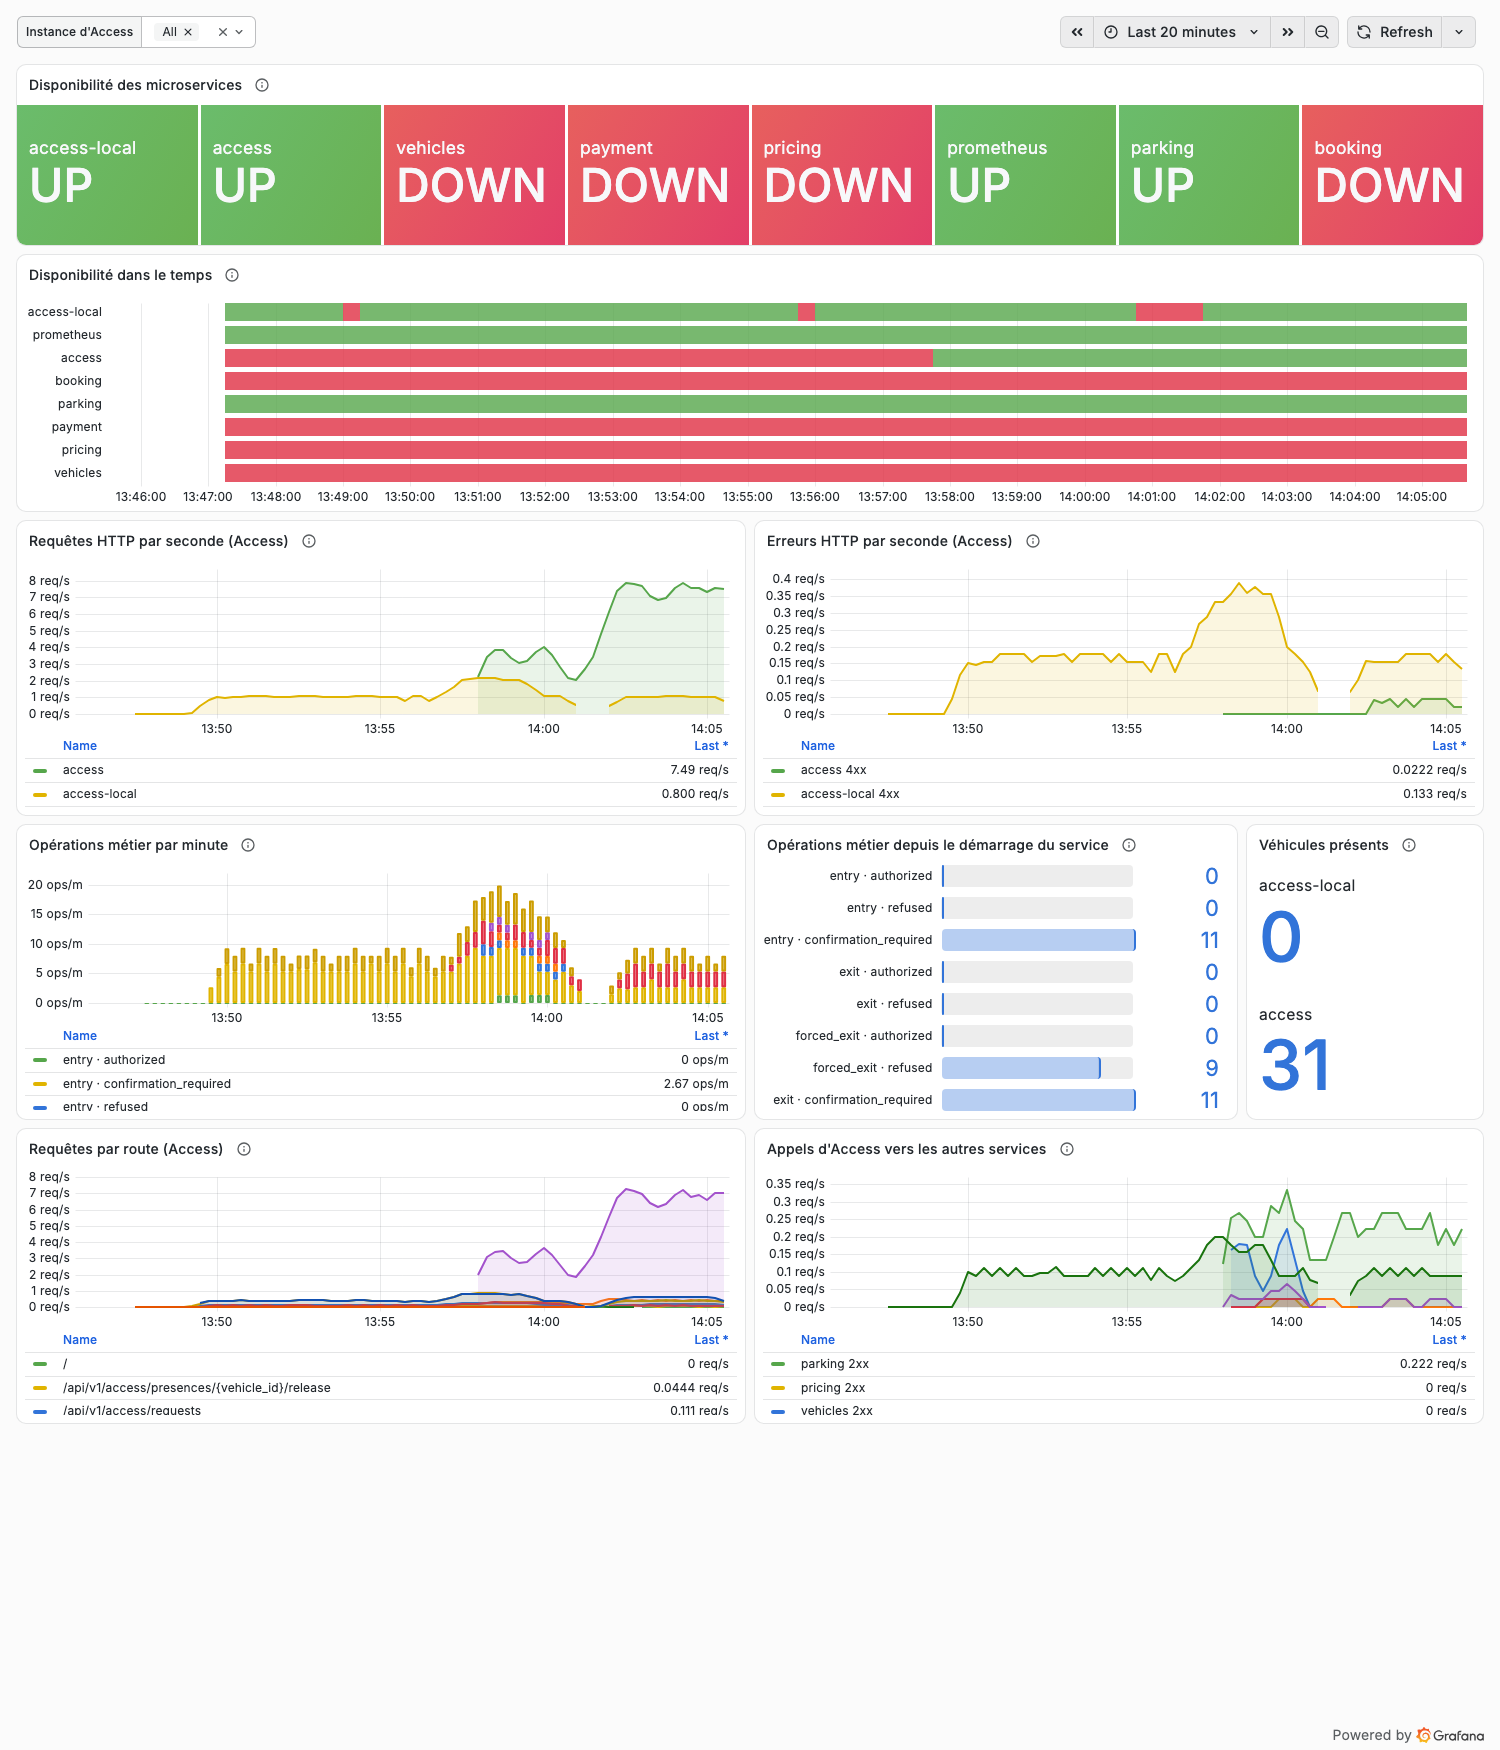 Instance d'Access All
Last 20 minutes Refresh
Disponibilité des microservices
access-local access vehicles payment pricing prometheus parking booking
UP UP DOWN DOWN DOWN UP UP DOWN
Disponibilité dans le temps
access-local
prometheus
access
booking
parking
payment
pricing
vehicles
13:46:00 13:47:00 13:48:00 13:49:00 13:50:00 13:51:00 13:52:00 13:53:00 13:54:00 13:55:00 13:56:00 13:57:00 13:58:00 13:59:00 14:00:00 14:01:00 14:02:00 14:03:00 14:04:00 14:05:00
Requêtes HTTP par seconde (Access)
8 req/s
7 req/s
6 req/s
5 req/s
4 req/s
3 req/s
2 req/s
1 req/s
0 req/s
13:50 13:55 14:00 14:05
Name Last *
access 7.49 req/s
access-local 0.800 req/s
Erreurs HTTP par seconde (Access)
0.4 req/s
0.35 req/s
0.3 req/s
0.25 req/s
0.2 req/s
0.15 req/s
0.1 req/s
0.05 req/s
0 req/s
13:50 13:55 14:00 14:05
Name Last *
access 4xx 0.0222 req/s
access-local 4xx 0.133 req/s
Opérations métier par minute
20 ops/m
15 ops/m
10 ops/m
5 ops/m
0 ops/m
13:50 13:55 14:00 14:05
Name Last *
entry · authorized 0 ops/m
entry · confirmation_required 2.67 ops/m
entry · refused 0 ops/m
Opérations métier depuis le démarrage du service
entry · authorized 0
entry · refused 0
entry · confirmation_required 11
exit · authorized 0
exit · refused 0
forced_exit · authorized 0
forced_exit · refused 9
exit · confirmation_required 11
Véhicules présents
access-local
0
access
31
Requêtes par route (Access)
8 req/s
7 req/s
6 req/s
5 req/s
4 req/s
3 req/s
2 req/s
1 req/s
0 req/s
13:50 13:55 14:00 14:05
Name Last *
/ 0 req/s
/api/v1/access/presences/{vehicle_id}/release 0.0444 req/s
/api/v1/access/requests 0.111 req/s
Appels d'Access vers les autres services
0.35 req/s
0.3 req/s
0.25 req/s
0.2 req/s
0.15 req/s
0.1 req/s
0.05 req/s
0 req/s
13:50 13:55 14:00 14:05
Name Last *
parking 2xx 0.222 req/s
pricing 2xx 0 req/s
vehicles 2xx 0 req/s
Powered by Grafana